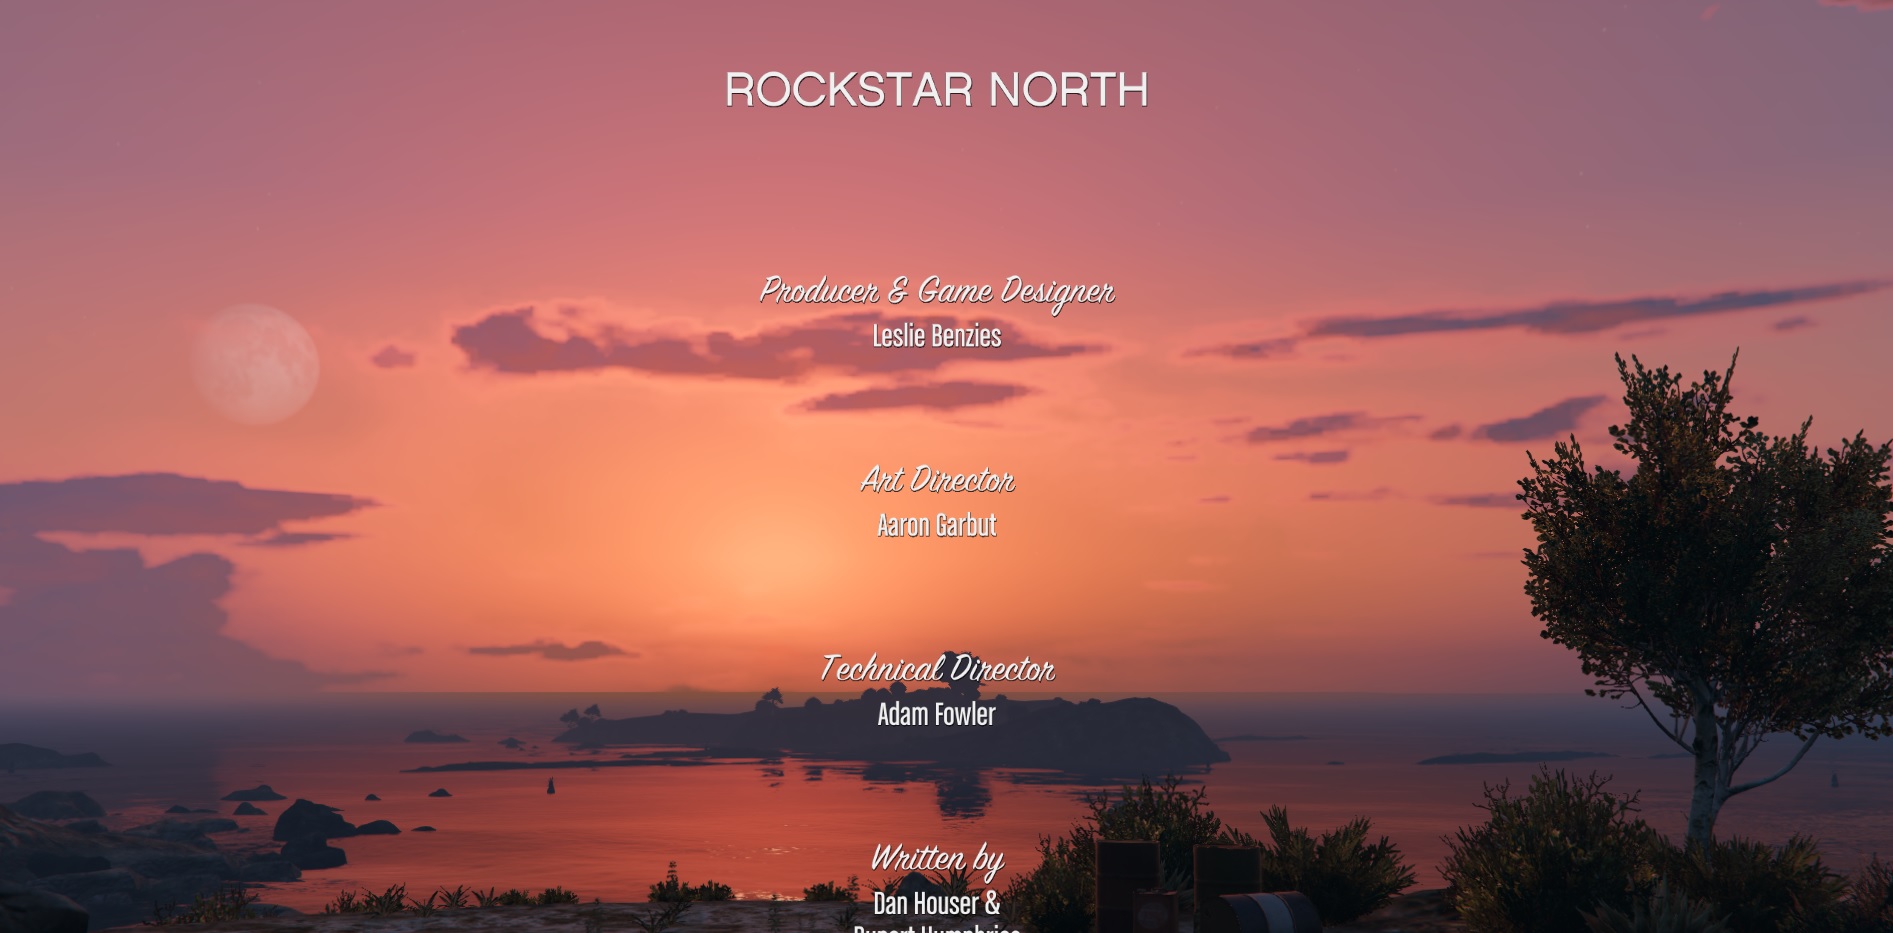 ROCKSTAR NORTH
Producer & Game Designer
Leslie Benzies
Art Director
Aaron Garbut
Technical Director
Adam Fowler
Written by
Dan Houser &